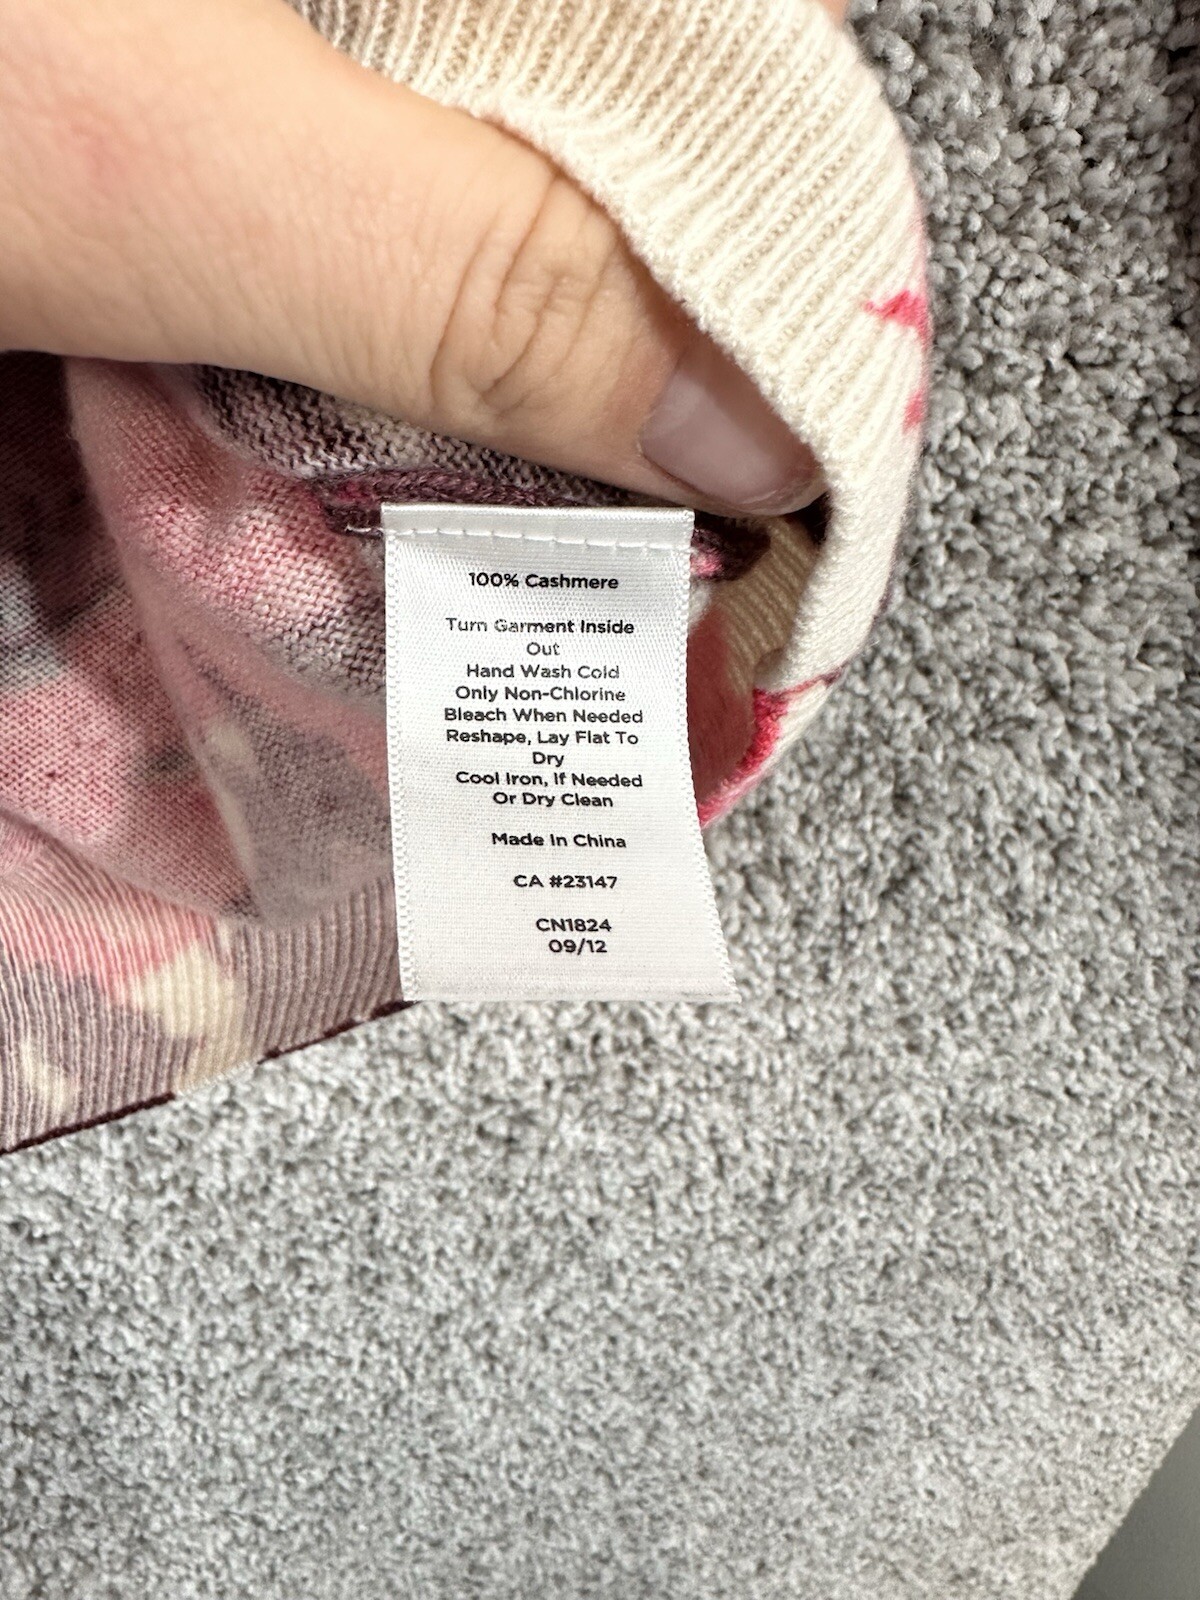 100% Cashmere
Turn Garment Inside
Out
Hand Wash Cold
Only Non-Chlorine
Bleach When Needed
Reshape, Lay Flat To
Dry
Cool Iron, If Needed
Or Dry Clean
Made In China
CA #23147
CN1824
09/12